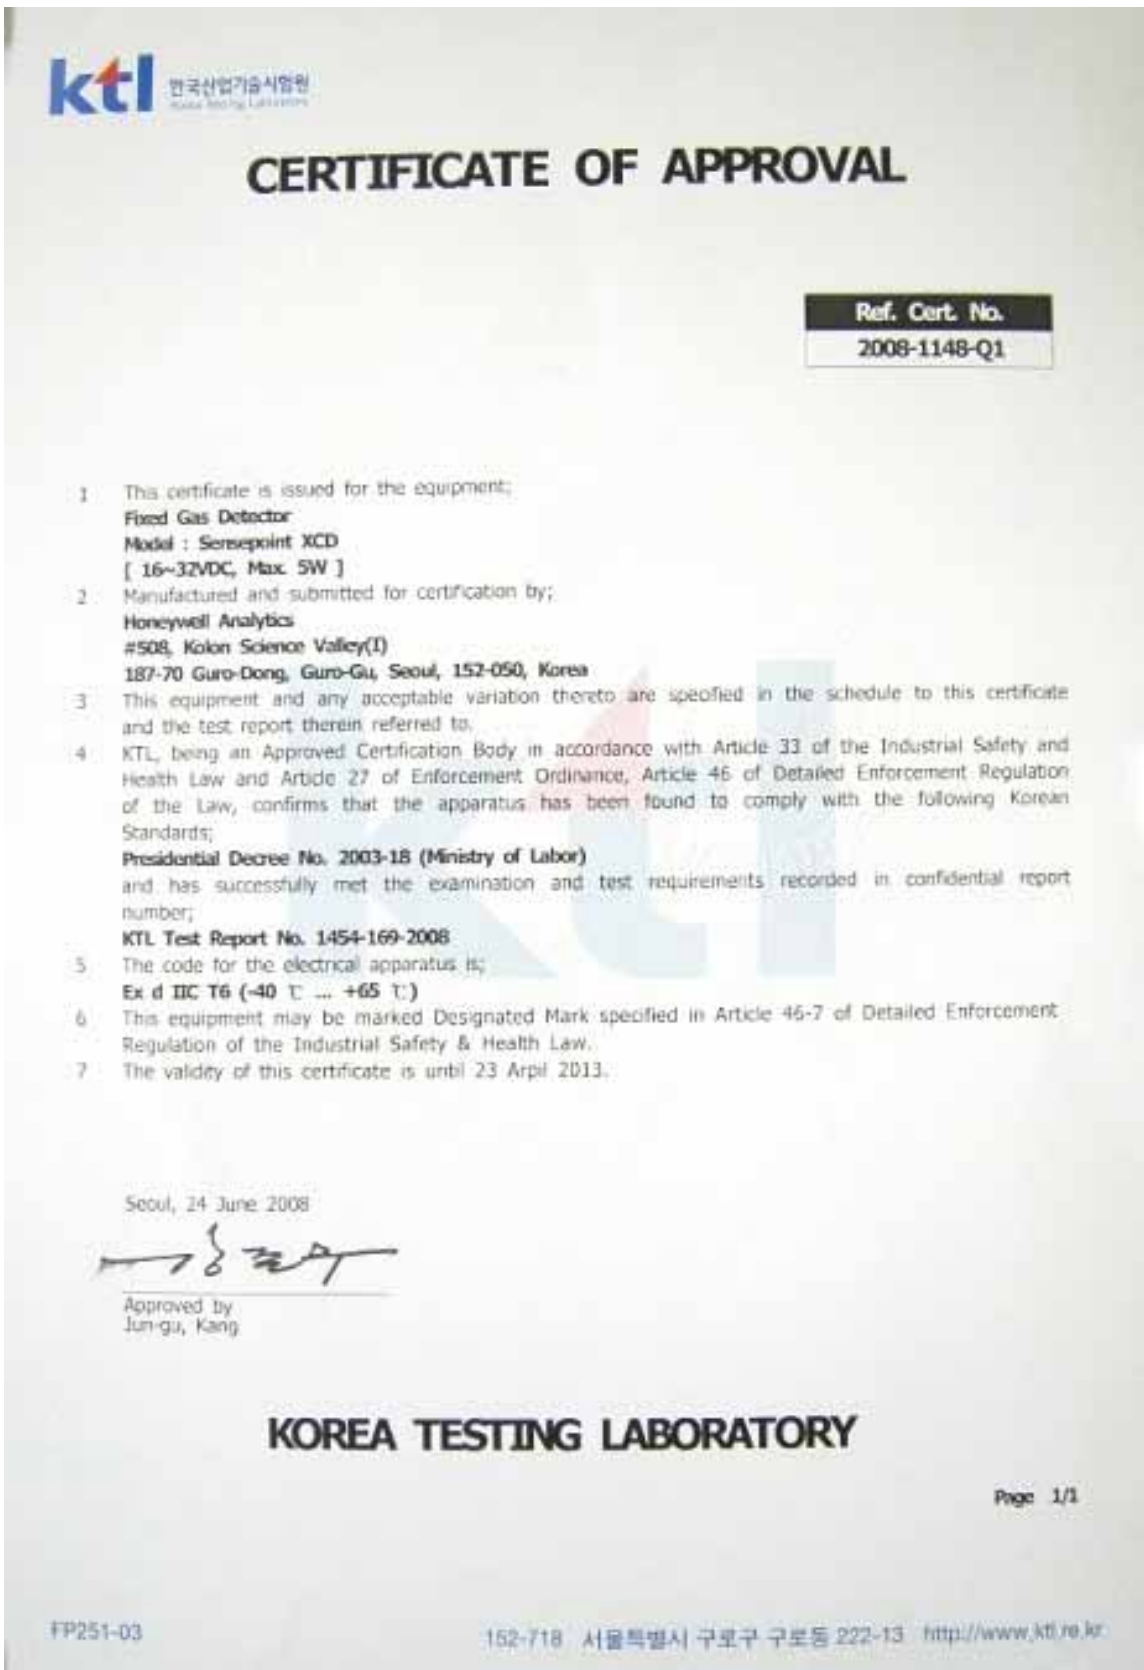 ktl 한국산업기술시험원
Korea Testing Laboratory
CERTIFICATE OF APPROVAL
Ref. Cert. No.
2008-1148-Q1
1 This certificate is issued for the equipment;
Fixed Gas Detector
Model : Sensepoint XCD
[ 16~32VDC, Max. 5W ]
2 Manufactured and submitted for certification by;
Honeywell Analytics
#508, Kolon Science Valley(I)
187-70 Guro-Dong, Guro-Gu, Seoul, 152-050, Korea
3 This equipment and any acceptable variation thereto are specified in the schedule to this certificate
and the test report therein referred to.
4 KTL, being an Approved Certification Body in accordance with Article 33 of the Industrial Safety and
Health Law and Article 27 of Enforcement Ordinance, Article 46 of Detailed Enforcement Regulation
of the Law, confirms that the apparatus has been found to comply with the following Korean
Standards;
Presidential Decree No. 2003-18 (Ministry of Labor)
and has successfully met the examination and test requirements recorded in confidential report
number;
KTL Test Report No. 1454-169-2008
5 The code for the electrical apparatus is;
Ex d IIC T6 (-40 ℃ ... +65 ℃)
6 This equipment may be marked Designated Mark specified in Article 46-7 of Detailed Enforcement
Regulation of the Industrial Safety & Health Law.
7 The validity of this certificate is until 23 Arpil 2013.
Seoul, 24 June 2008
Approved by
Jun-gu, Kang
KOREA TESTING LABORATORY
Page 1/1
FP251-03 152-718 서울특별시 구로구 구로동 222-13 http://www.ktl.re.kr